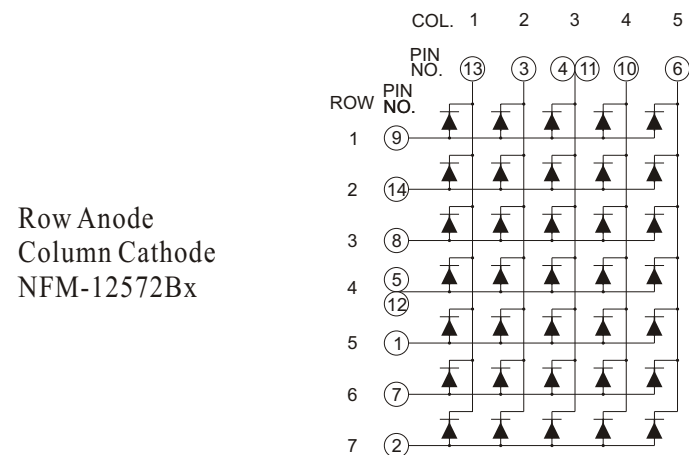 COL. 1 2 3 4 5
PIN
NO. 13 3 4 11 10 6
ROW PIN
NO.
1 9
2 14
Row Anode
3 8
Column Cathode
NFM-12572Bx
4 5
12
5 1
6 7
7 2